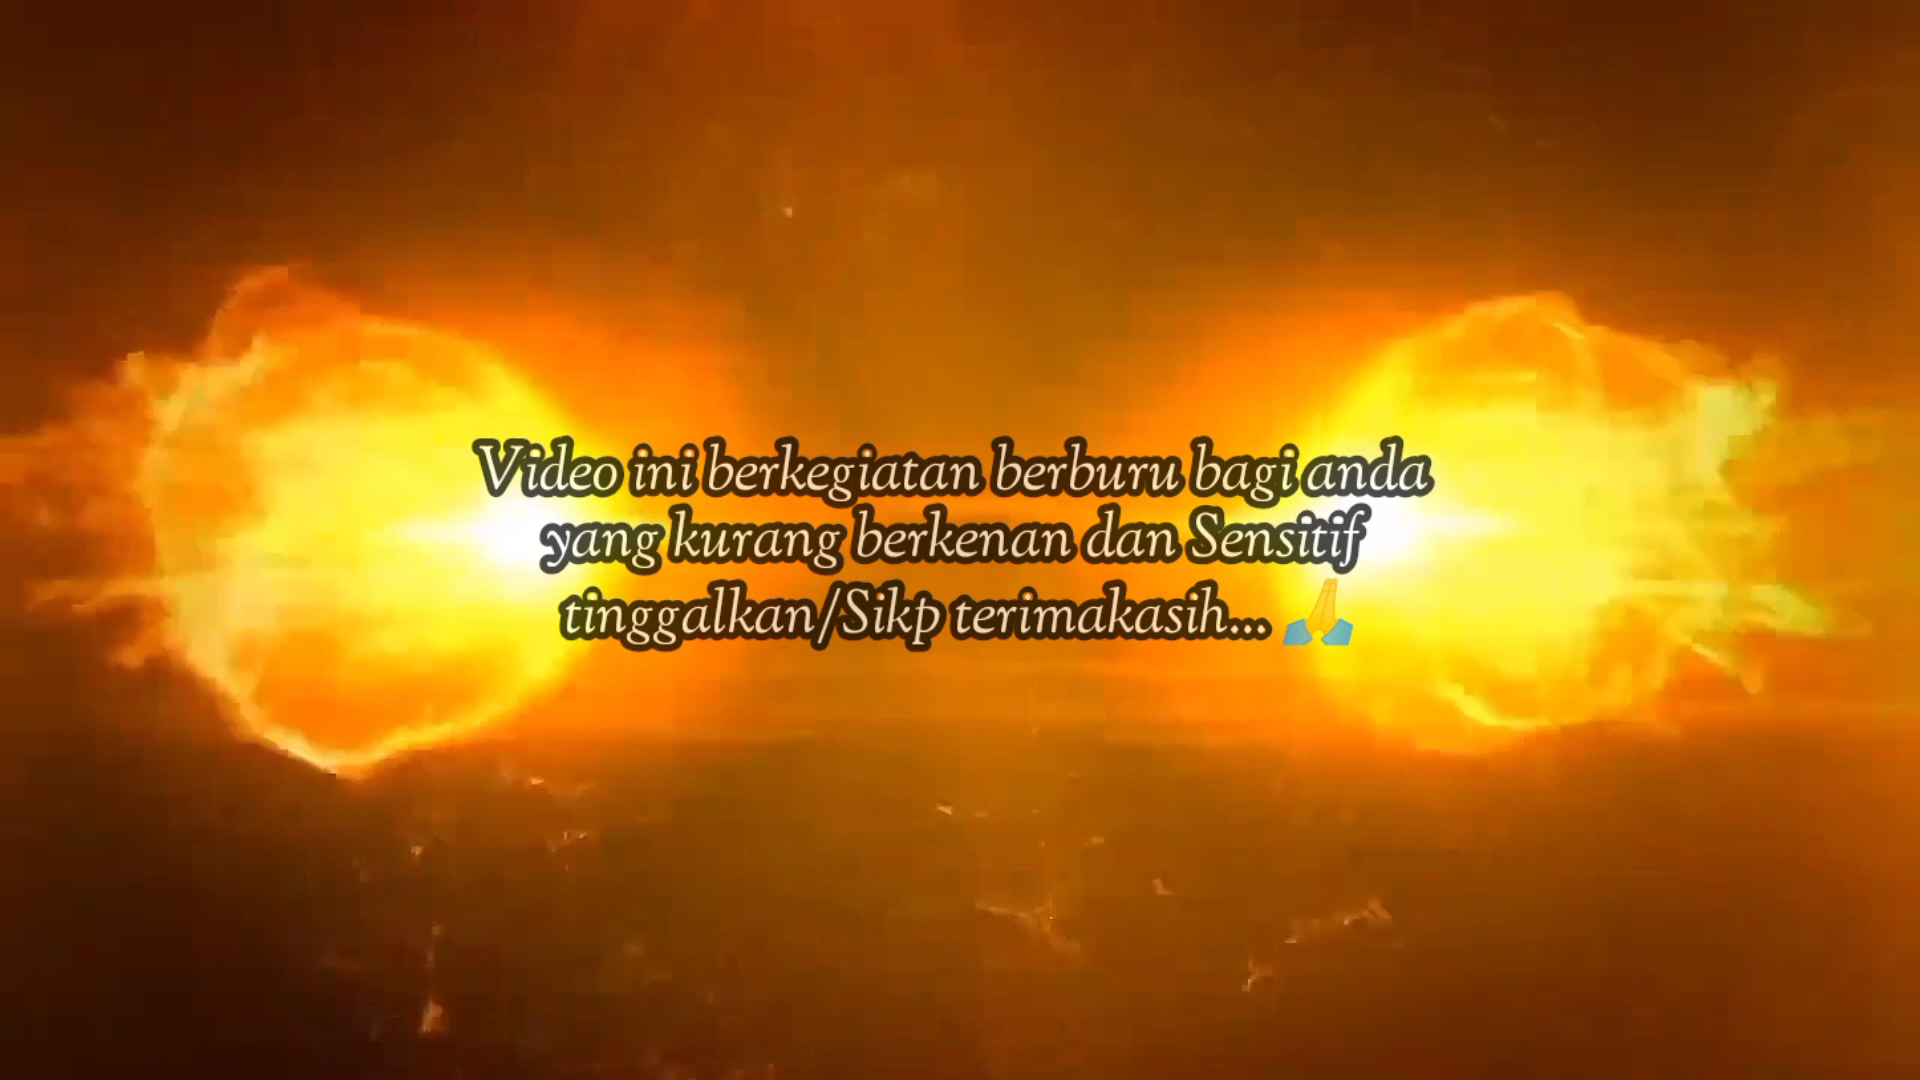 Video ini berkegiatan berburu bagi anda
yang kurang berkenan dan Sensitif
tinggalkan/Sikp terimakasih... 🙏